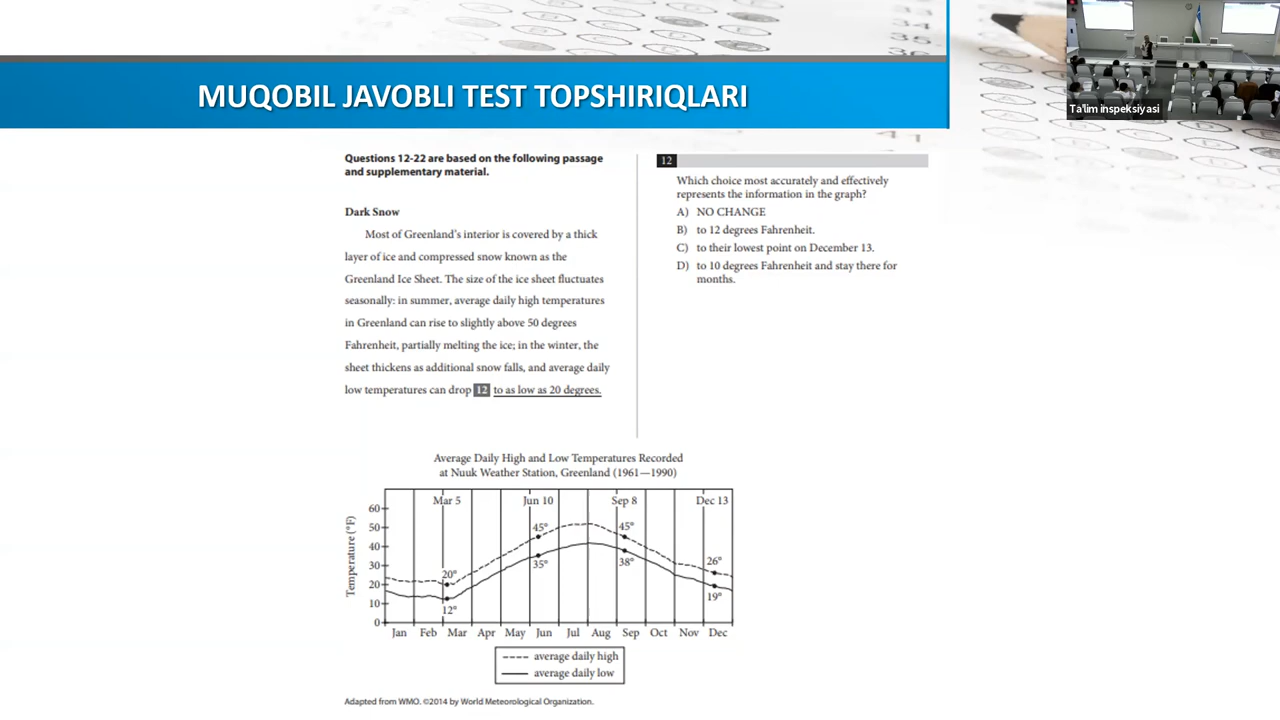 MUQOBIL JAVOBLI TEST TOPSHIRIQLARI
Ta'lim inspeksiyasi
Questions 12-22 are based on the following passage
and supplementary material.
Dark Snow
Most of Greenland's interior is covered by a thick
layer of ice and compressed snow known as the
Greenland Ice Sheet. The size of the ice sheet fluctuates
seasonally: in summer, average daily high temperatures
in Greenland can rise to slightly above 50 degrees
Fahrenheit, partially melting the ice; in the winter, the
sheet thickens as additional snow falls, and average daily
low temperatures can drop 12 to as low as 20 degrees.
12
Which choice most accurately and effectively
represents the information in the graph?
A) NO CHANGE
B) to 12 degrees Fahrenheit.
C) to their lowest point on December 13.
D) to 10 degrees Fahrenheit and stay there for
months.
Average Daily High and Low Temperatures Recorded
at Nuuk Weather Station, Greenland (1961—1990)
Temperature (°F)
60
50
40
30
20
10
0
Mar 5
Jun 10
Sep 8
Dec 13
20°
12°
45°
35°
45°
38°
26°
19°
Jan Feb Mar Apr May Jun Jul Aug Sep Oct Nov Dec
average daily high
average daily low
Adapted from WMO. ©2014 by World Meteorological Organization.